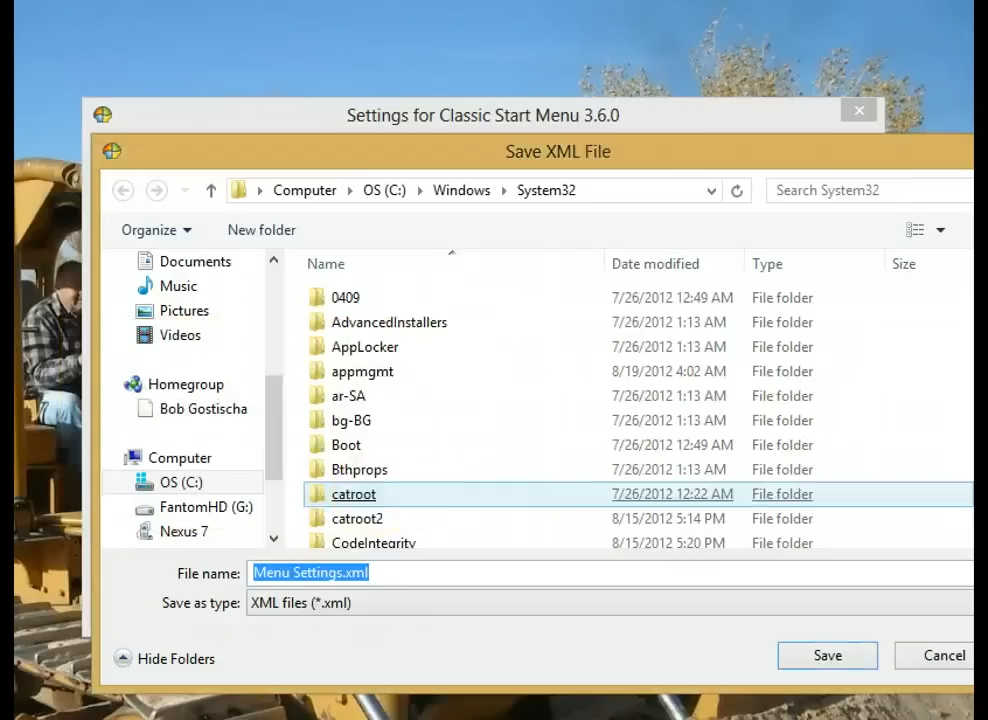 Settings for Classic Start Menu 3.6.0
Save XML File
Computer OS (C:) Windows System32 Search System32
Organize New folder
Documents
Music
Pictures
Videos
Homegroup
Bob Gostischa
Computer
OS (C:)
FantomHD (G:)
Nexus 7
Name Date modified Type Size
0409 7/26/2012 12:49 AM File folder
AdvancedInstallers 7/26/2012 1:13 AM File folder
AppLocker 7/26/2012 1:13 AM File folder
appmgmt 8/19/2012 4:02 AM File folder
ar-SA 7/26/2012 1:13 AM File folder
bg-BG 7/26/2012 1:13 AM File folder
Boot 7/26/2012 12:49 AM File folder
Bthprops 7/26/2012 1:13 AM File folder
catroot 7/26/2012 12:22 AM File folder
catroot2 8/15/2012 5:14 PM File folder
CodeIntegrity 8/15/2012 5:20 PM File folder
File name: Menu Settings.xml
Save as type: XML files (*.xml)
Hide Folders Save Cancel